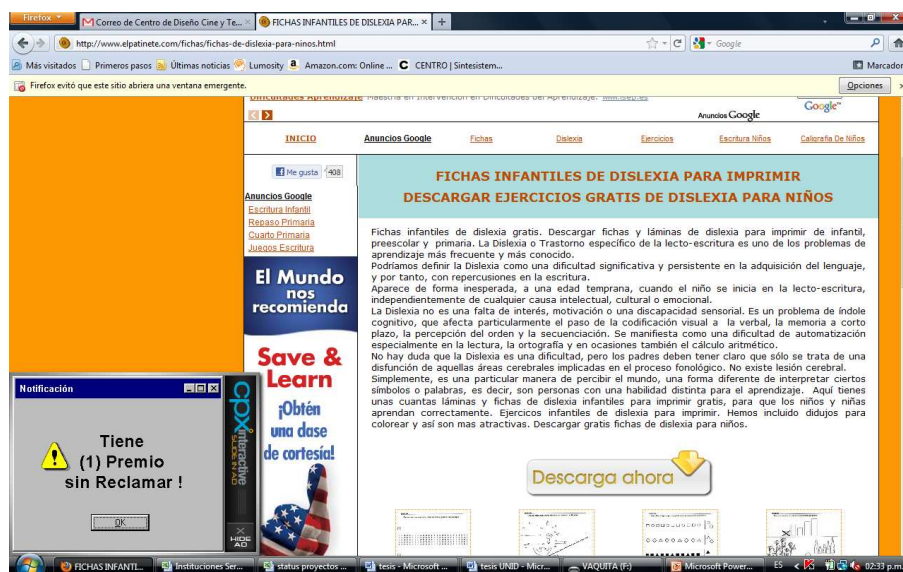 Firefox
Correo de Centro de Diseño Cine y Te...
FICHAS INFANTILES DE DISLEXIA PAR...
http://www.elpatinete.com/fichas/fichas-de-dislexia-para-ninos.html
Google
Más visitados
Primeros pasos
Últimas noticias
Lumosity
Amazon.com: Online ...
CENTRO | Sintesistem...
Marcador
Firefox evitó que este sitio abriera una ventana emergente.
Opciones
Dificultades Aprendizaje Maestría en Intervención en Dificultades del Aprendizaje. www.isep.es
Anuncios Google
Google
INICIO
Anuncios Google
Fichas
Dislexia
Ejercicios
Escritura Niños
Caligrafia De Niños
Me gusta 408
Anuncios Google
Escritura Infantil
Repaso Primaria
Cuarto Primaria
Juegos Escritura
El Mundo
nos
recomienda
Save &
Learn
¡Obtén
una clase
de cortesía!
FICHAS INFANTILES DE DISLEXIA PARA IMPRIMIR
DESCARGAR EJERCICIOS GRATIS DE DISLEXIA PARA NIÑOS
Fichas infantiles de dislexia gratis. Descargar fichas y láminas de dislexia para imprimir de infantil,
preescolar y primaria. La Dislexia o Trastorno específico de la lecto-escritura es uno de los problemas de
aprendizaje más frecuente y más conocido.
Podríamos definir la Dislexia como una dificultad significativa y persistente en la adquisición del lenguaje,
y por tanto, con repercusiones en la escritura.
Aparece de forma inesperada, a una edad temprana, cuando el niño se inicia en la lecto-escritura,
independientemente de cualquier causa intelectual, cultural o emocional.
La Dislexia no es una falta de interés, motivación o una discapacidad sensorial. Es un problema de índole
cognitivo, que afecta particularmente el paso de la codificación visual a la verbal, la memoria a corto
plazo, la percepción del orden y la secuenciación. Se manifiesta como una dificultad de automatización
especialmente en la lectura, la ortografía y en ocasiones también el cálculo aritmético.
No hay duda que la Dislexia es una dificultad, pero los padres deben tener claro que sólo se trata de una
disfunción de aquellas áreas cerebrales implicadas en el proceso fonológico. No existe lesión cerebral.
Simplemente, es una particular manera de percibir el mundo, una forma diferente de interpretar ciertos
símbolos o palabras, es decir, son personas con una habilidad distinta para el aprendizaje. Aquí tienes
unas cuantas láminas y fichas de dislexia infantiles para imprimir gratis, para que los niños y niñas
aprendan correctamente. Ejercicos infantiles de dislexia para imprimir. Hemos incluido didujos para
colorear y así son mas atractivas. Descargar gratis fichas de dislexia para niños.
Descarga ahora
Notificación
Tiene
(1) Premio
sin Reclamar !
OK
cpxinteractive
SLIDE IN AD
HIDE
AD
FICHAS INFANTI...
Instituciones Ser...
status proyectos ...
tesis - Microsoft ...
tesis UNID - Micr...
VAQUITA (F:)
Microsoft Power...
ES
02:33 p.m.